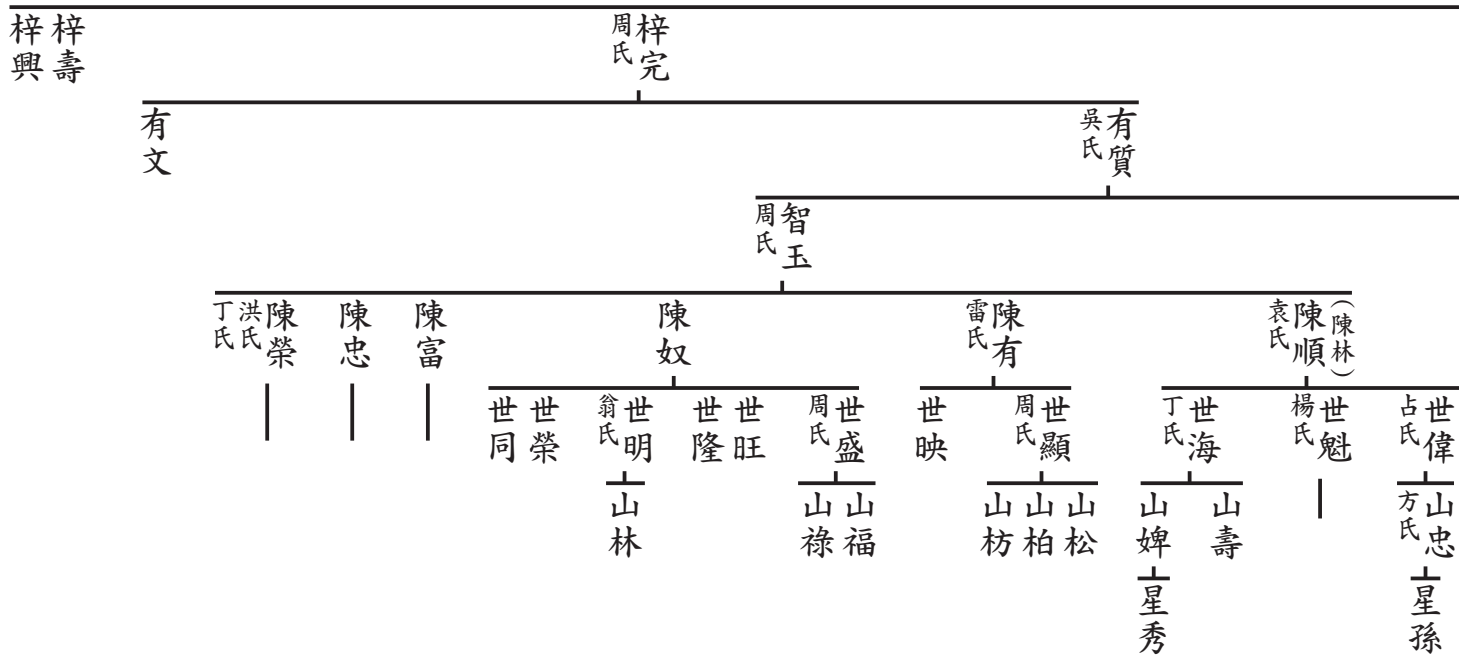 梓完
周氏
梓壽
梓興
有質
吳氏
有文
智玉
周氏
(陳林)
陳順
袁氏
陳有
雷氏
陳奴
陳富
陳忠
陳榮
洪氏
丁氏
世偉
占氏
世魁
楊氏
世海
丁氏
世顯
周氏
世映
世盛
周氏
世旺
世隆
世明
翁氏
世榮
世同
山忠
方氏
山壽
山婢
山松
山柏
山枋
山福
山祿
山林
星孫
星秀